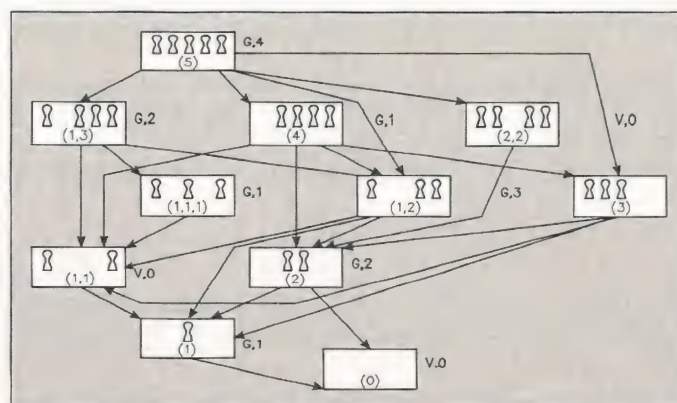 G,4
(5)
G,2
G,1
V,0
(1,3)
(4)
(2,2)
G,1
G,3
(1,1,1)
(1,2)
(3)
V,0
G,2
(1,1)
(2)
G,1
(1)
V,0
(0)